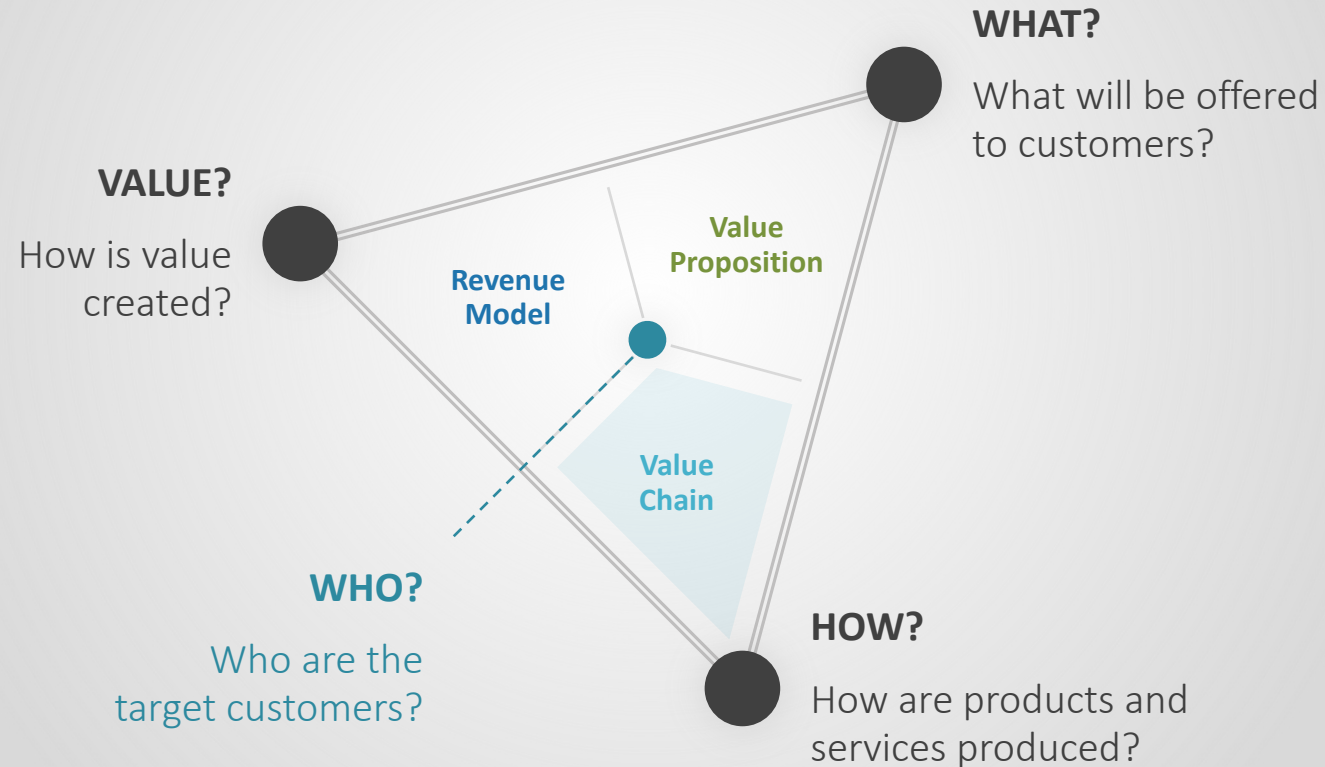 WHAT?
What will be offered
to customers?
VALUE?
How is value
created?
Value
Proposition
Revenue
Model
Value
Chain
WHO?
Who are the
target customers?
HOW?
How are products and
services produced?